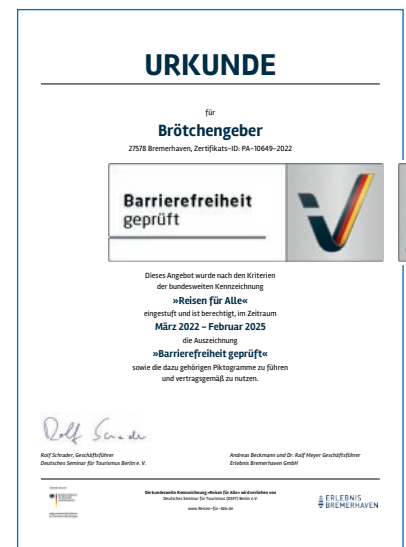 URKUNDE
für
Brötchengeber
27578 Bremerhaven, Zertifikats-ID: PA-10649-2022
Barrierefreiheit
geprüft
Dieses Angebot wurde nach den Kriterien
der bundesweiten Kennzeichnung
»Reisen für Alle«
eingestuft und ist berechtigt, im Zeitraum
März 2022 – Februar 2025
die Auszeichnung
»Barrierefreiheit geprüft«
sowie die dazu gehörigen Piktogramme zu führen
und vertragsgemäß zu nutzen.
Rolf Schrader
Rolf Schrader, Geschäftsführer
Deutsches Seminar für Tourismus Berlin e. V.
Andreas Beckmann und Dr. Ralf Meyer Geschäftsführer
Erlebnis Bremerhaven GmbH
Die bundesweite Kennzeichnung »Reisen für Alle« wird verliehen von
Deutsches Seminar für Tourismus (DSFT) Berlin e.V.
www.Reisen-für-Alle.de
ERLEBNIS
BREMERHAVEN